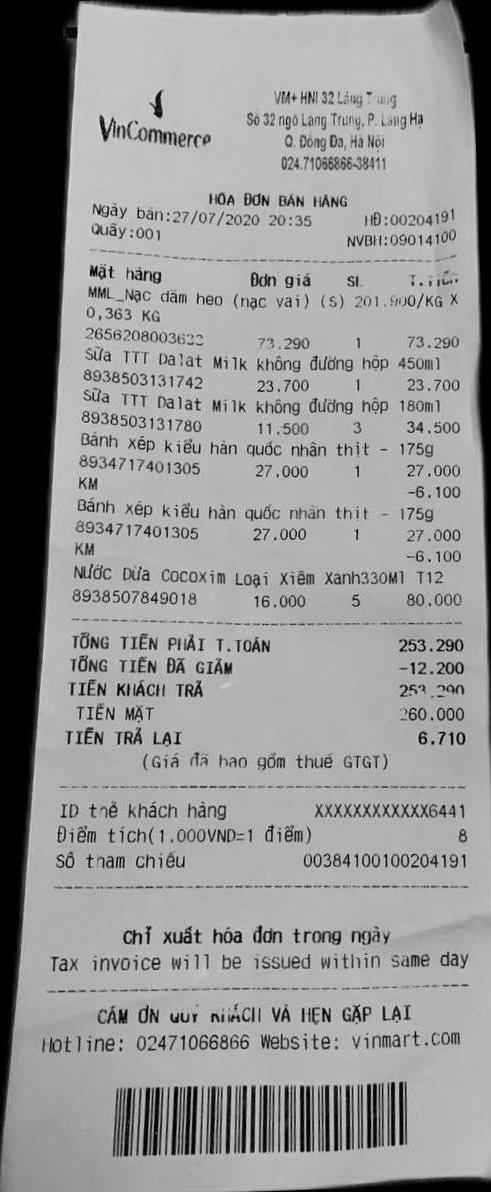 VinCommerce
VM+ HNI 32 Láng Trung
Số 32 ngõ Láng Trung, P. Láng Hạ
Q. Đống Đa, Hà Nội
024.71066866-38411
HÓA ĐƠN BÁN HÀNG
Ngày bán:27/07/2020 20:35 HĐ:00204191
Quầy:001 NVBH:09014100
Mặt hàng Đơn giá SL T.TIỀN
MML_Nạc dăm heo (nạc vai) (S) 201.900/KG X
0,363 KG
2656208003622 73.290 1 73.290
Sữa TTT Dalat Milk không đường hộp 450ml
8938503131742 23.700 1 23.700
Sữa TTT Dalat Milk không đường hộp 180ml
8938503131780 11.500 3 34.500
Bánh xếp kiểu hàn quốc nhân thịt - 175g
8934717401305 27.000 1 27.000
KM -6.100
Bánh xếp kiểu hàn quốc nhân thịt - 175g
8934717401305 27.000 1 27.000
KM -6.100
Nước Dừa Cocoxim Loại Xiêm Xanh330Ml T12
8938507849018 16.000 5 80.000
TỔNG TIỀN PHẢI T.TOÁN 253.290
TỔNG TIỀN ĐÃ GIẢM -12.200
TIỀN KHÁCH TRẢ 253.290
TIỀN MẶT 260.000
TIỀN TRẢ LẠI 6.710
(Giá đã bao gồm thuế GTGT)
ID thẻ khách hàng XXXXXXXXXXXX6441
Điểm tích(1.000VND=1 điểm) 8
Số tham chiếu 00384100100204191
Chỉ xuất hóa đơn trong ngày
Tax invoice will be issued within same day
CẢM ƠN QUÝ KHÁCH VÀ HẸN GẶP LẠI
Hotline: 02471066866 Website: vinmart.com